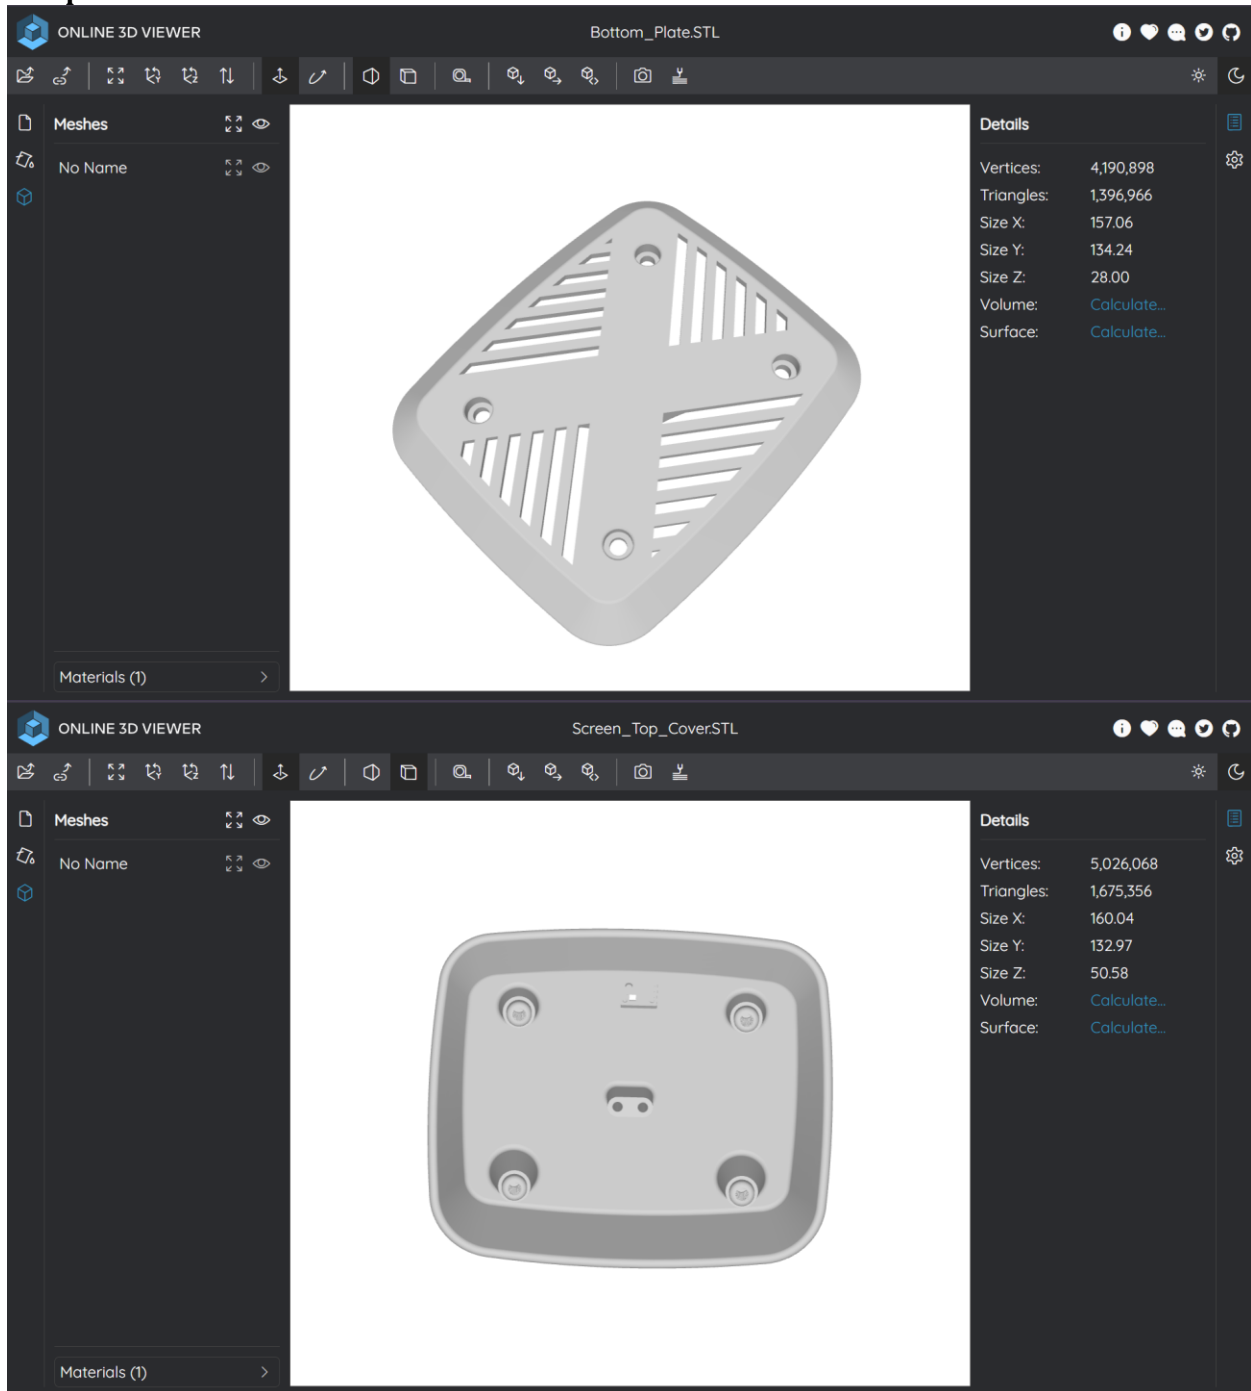 ONLINE 3D VIEWER
Bottom_Plate.STL
Meshes
No Name
Materials (1)
Details
Vertices: 4,190,898
Triangles: 1,396,966
Size X: 157.06
Size Y: 134.24
Size Z: 28.00
Volume: Calculate...
Surface: Calculate...
ONLINE 3D VIEWER
Screen_Top_Cover.STL
Meshes
No Name
Materials (1)
Details
Vertices: 5,026,068
Triangles: 1,675,356
Size X: 160.04
Size Y: 132.97
Size Z: 50.58
Volume: Calculate...
Surface: Calculate...